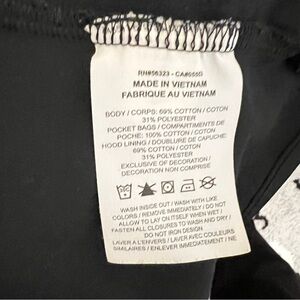 RN#56323 - CA#05553
MADE IN VIETNAM
FABRIQUE AU VIETNAM
BODY / CORPS: 69% COTTON / COTON
31% POLYESTER
POCKET BAGS / COMPARTIMENTS DE
POCHE: 100% COTTON / COTON
HOOD LINING / DOUBLURE DE CAPUCHE:
69% COTTON / COTON
31% POLYESTER
EXCLUSIVE OF DECORATION /
DECORATION NON COMPRISE
WASH INSIDE OUT / WASH WITH LIKE
COLORS / REMOVE IMMEDIATELY / DO NOT
ALLOW TO LAY ON ITSELF WHEN WET /
FASTEN ALL CLOSURES TO WASH AND DRY /
DO NOT IRON DESIGN
LAVER A L'ENVERS / LAVER AVEC COULEURS
SIMILAIRES / ENLEVER IMMEDIATEMENT / NE